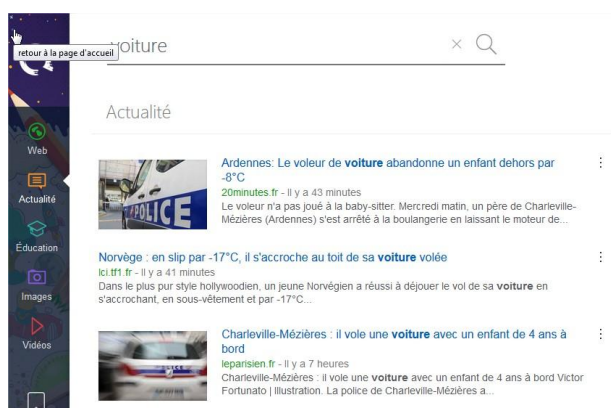 retour à la page d'accueil
voiture
Actualité
Web
Actualité
Éducation
Images
Vidéos
POLICE
Ardennes: Le voleur de voiture abandonne un enfant dehors par
-8°C
20minutes.fr - Il y a 43 minutes
Le voleur n'a pas joué à la baby-sitter. Mercredi matin, un père de Charleville-
Mézières (Ardennes) s'est arrêté à la boulangerie en laissant le moteur de...
Norvège : en slip par -17°C, il s'accroche au toit de sa voiture volée
lci.tf1.fr - Il y a 41 minutes
Dans le plus pur style hollywoodien, un jeune Norvégien a réussi à déjouer le vol de sa voiture en
s'accrochant, en sous-vêtement et par -17°C...
Charleville-Mézières : il vole une voiture avec un enfant de 4 ans à
bord
leparisien.fr - Il y a 7 heures
Charleville-Mézières : il vole une voiture avec un enfant de 4 ans à bord Victor
Fortunato | Illustration. La police de Charleville-Mézières a...